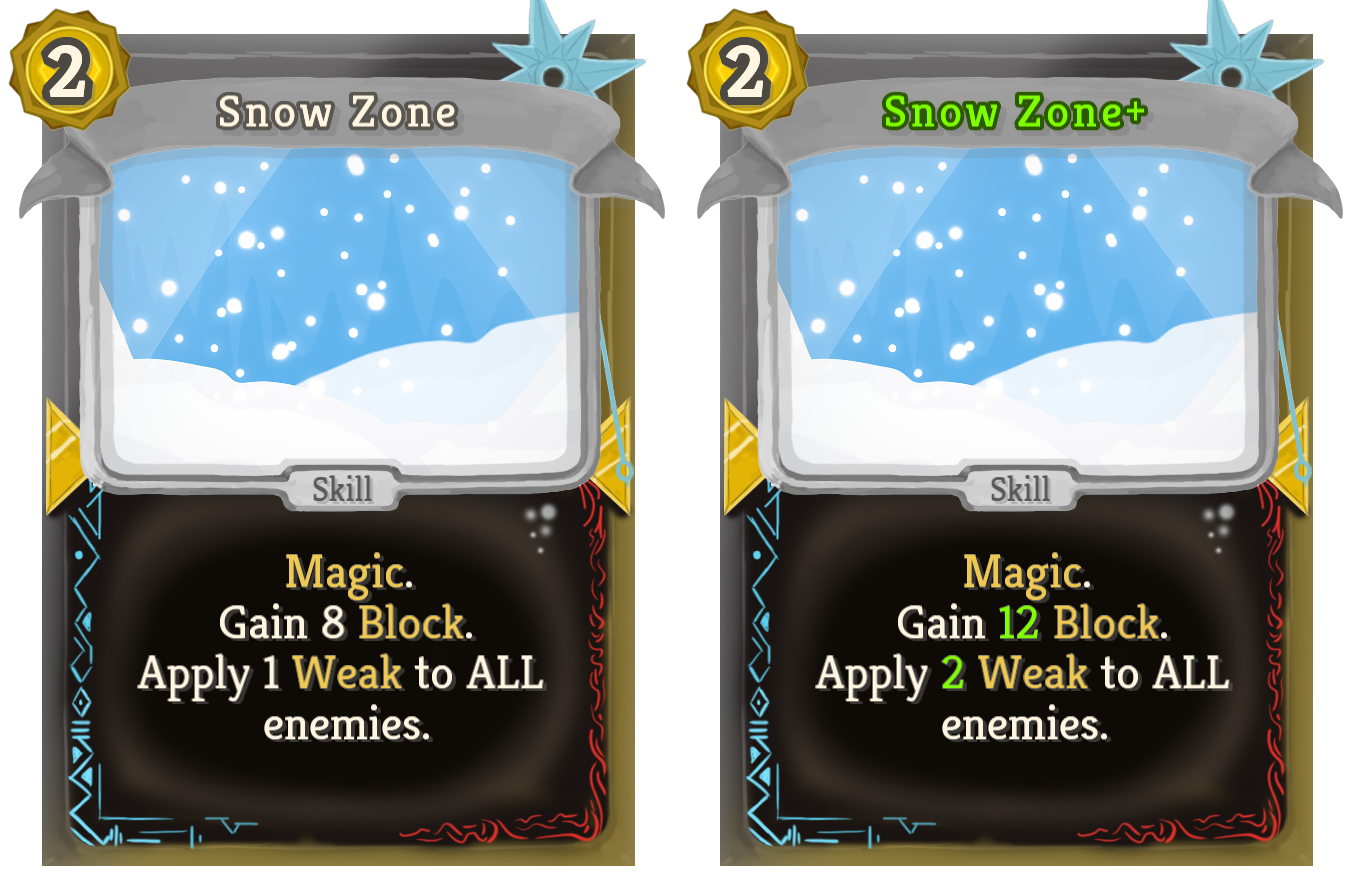 2
Snow Zone
Skill
Magic.
Gain 8 Block.
Apply 1 Weak to ALL
enemies.
2
Snow Zone+
Skill
Magic.
Gain 12 Block.
Apply 2 Weak to ALL
enemies.